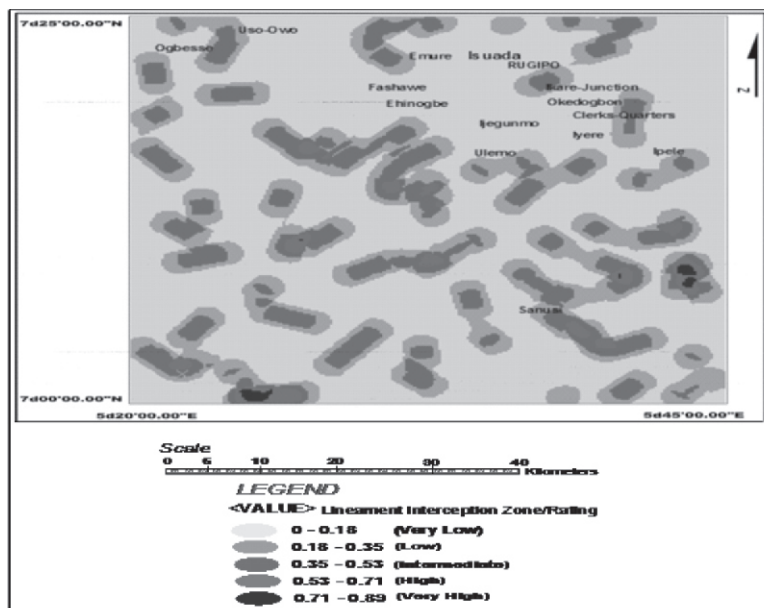 7d25'00.00"N
Uso-Owo
Ogbesse
Emure
Isuada
RUGIPO
Fashawe
Ikare-Junction
Ehinogbe
Okedogbon
Clerks-Quarters
Ijegunmo
Iyere
Ulemo
Ipele
Sanusi
Z
7d00'00.00"N
5d20'00.00"E
5d45'00.00"E
Scale
0 5 10 20 30 40
Kilometers
LEGEND
<VALUE> Lineament Interception Zone/Rating
0 - 0.18 (Very Low)
0.18 - 0.35 (Low)
0.35 - 0.53 (Intermediate)
0.53 - 0.71 (High)
0.71 - 0.89 (Very High)